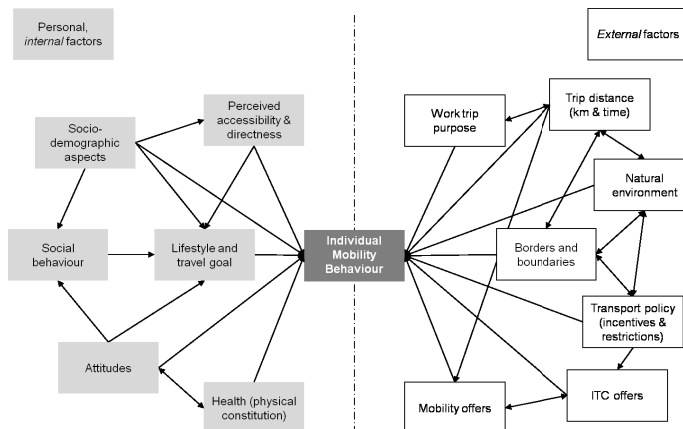 Personal,
internal factors
External factors
Perceived
accessibility &
directness
Socio-
demographic
aspects
Social
behaviour
Lifestyle and
travel goal
Attitudes
Health (physical
constitution)
Individual
Mobility
Behaviour
Work trip
purpose
Trip distance
(km & time)
Natural
environment
Borders and
boundaries
Transport policy
(incentives &
restrictions)
Mobility offers
ITC offers